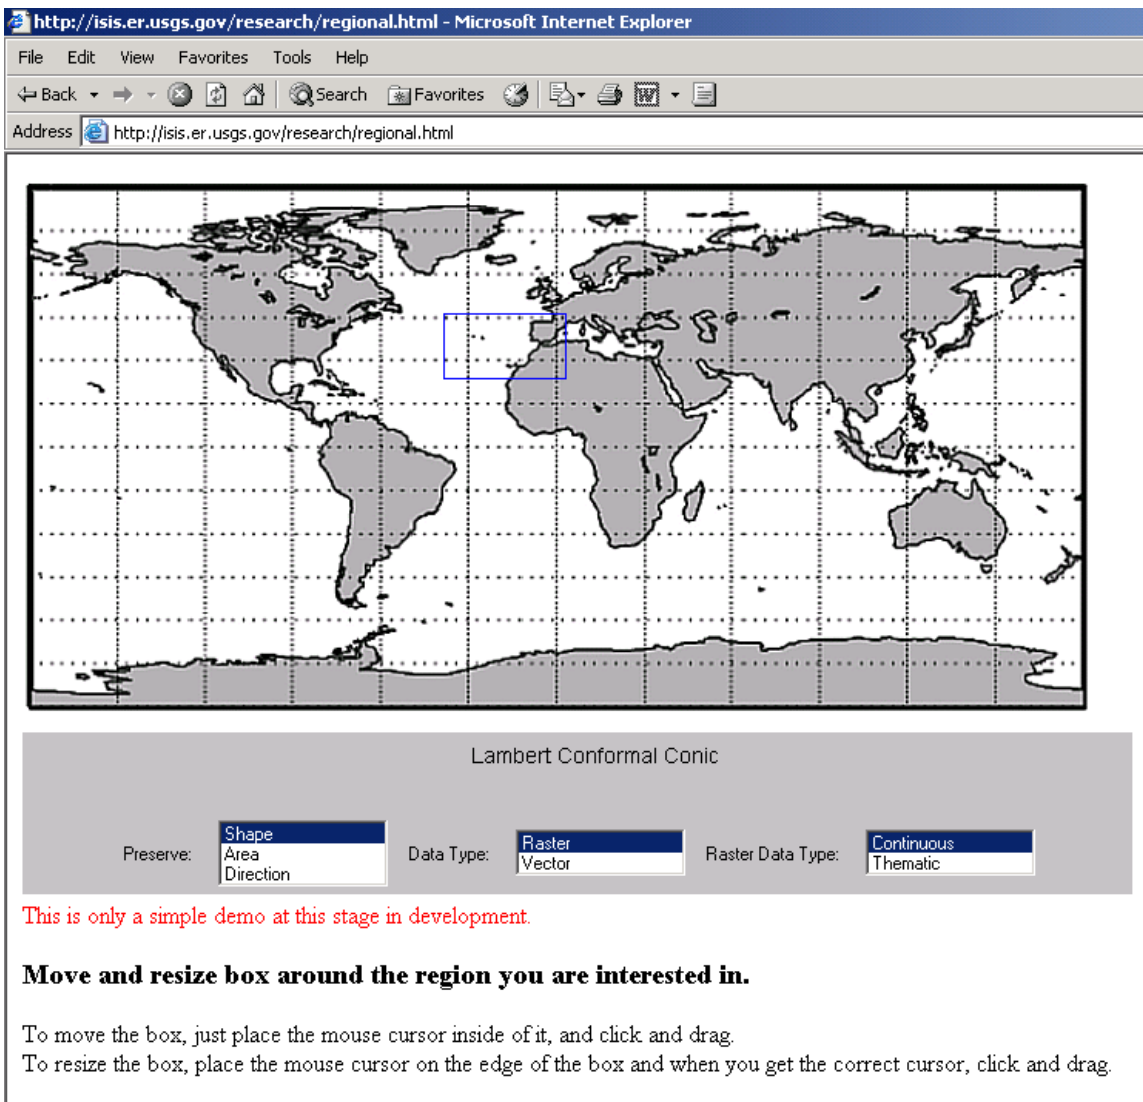 http://isis.er.usgs.gov/research/regional.html - Microsoft Internet Explorer
File Edit View Favorites Tools Help
Back Search Favorites W
Address http://isis.er.usgs.gov/research/regional.html
Lambert Conformal Conic
Preserve: Shape Area Direction Data Type: Raster Vector Raster Data Type: Continuous Thematic
This is only a simple demo at this stage in development.
Move and resize box around the region you are interested in.
To move the box, just place the mouse cursor inside of it, and click and drag.
To resize the box, place the mouse cursor on the edge of the box and when you get the correct cursor, click and drag.